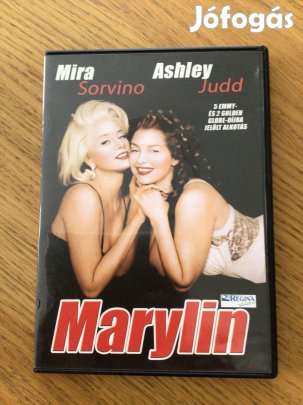 Jófogás
Mira Ashley
Sorvino Judd
5 EMMY-
ÉS 2 GOLDEN
GLOBE-DÍJRA
JELÖLT ALKOTÁS
REGINA
Marylin